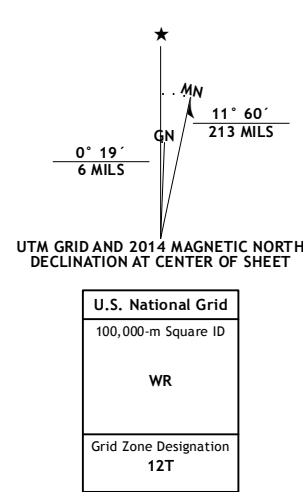 ★
MN
GN
11° 60´
213 MILS
0° 19´
6 MILS
UTM GRID AND 2014 MAGNETIC NORTH
DECLINATION AT CENTER OF SHEET
U.S. National Grid
100,000-m Square ID
WR
Grid Zone Designation
12T